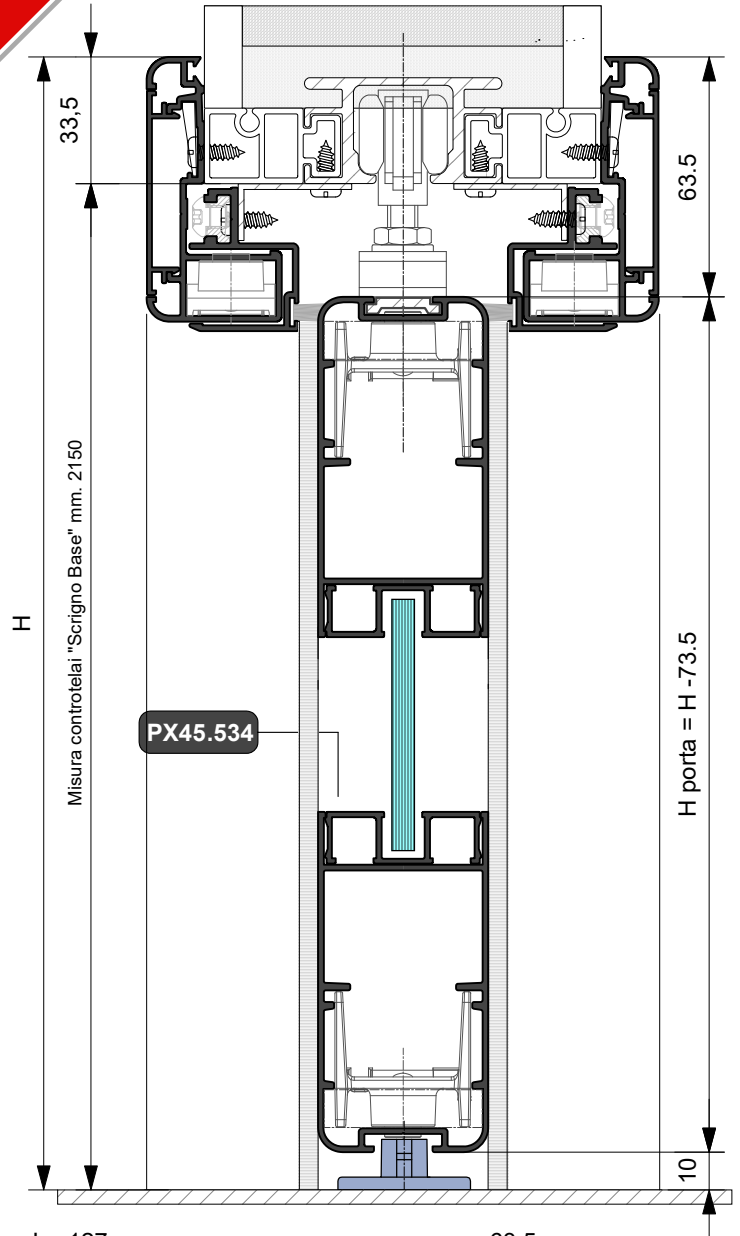 33,5
63.5
H
Misura controtelai "Scrigno Base" mm. 2150
PX45.534
H porta = H -73.5
10